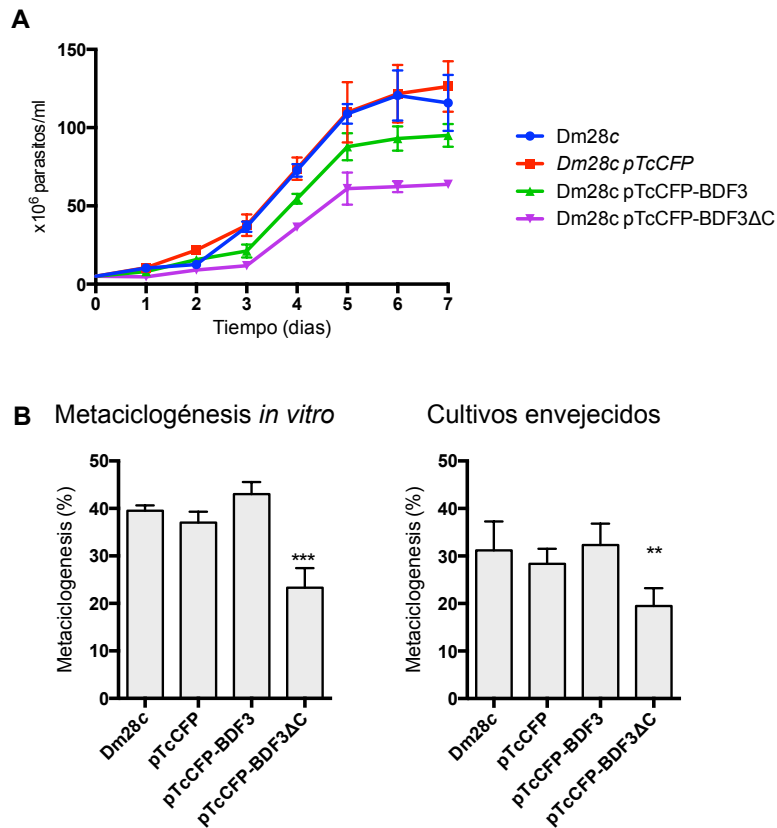 A
150
100
50
0
x10⁶ parasitos/ml
0 1 2 3 4 5 6 7
Tiempo (dias)
Dm28c
Dm28c pTcCFP
Dm28c pTcCFP-BDF3
Dm28c pTcCFP-BDF3ΔC
B
Metaciclogénesis in vitro
50
40
30
20
10
0
Metaciclogenesis (%)
***
Dm28c
pTcCFP
pTcCFP-BDF3
pTcCFP-BDF3ΔC
Cultivos envejecidos
50
40
30
20
10
0
Metaciclogenesis (%)
**
Dm28c
pTcCFP
pTcCFP-BDF3
pTcCFP-BDF3ΔC